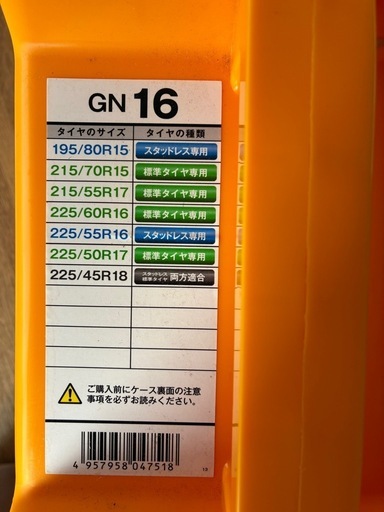 GN 16
タイヤのサイズ タイヤの種類
195/80R15 スタッドレス専用
215/70R15 標準タイヤ専用
215/55R17 標準タイヤ専用
225/60R16 標準タイヤ専用
225/55R16 スタッドレス専用
225/50R17 標準タイヤ専用
225/45R18 スタッドレス 標準タイヤ 両方適合
ご購入前にケース裏面の注意
事項を必ずお読みください。
4 957958 047518
13